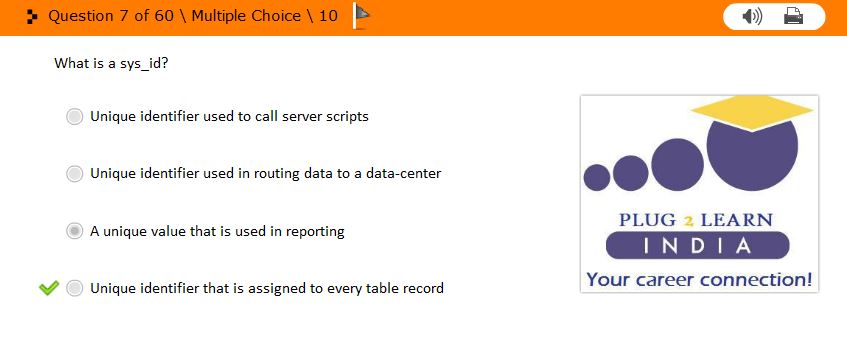 Question 7 of 60 \ Multiple Choice \ 10
What is a sys_id?
Unique identifier used to call server scripts
Unique identifier used in routing data to a data-center
A unique value that is used in reporting
Unique identifier that is assigned to every table record
PLUG 2 LEARN
INDIA
Your career connection!